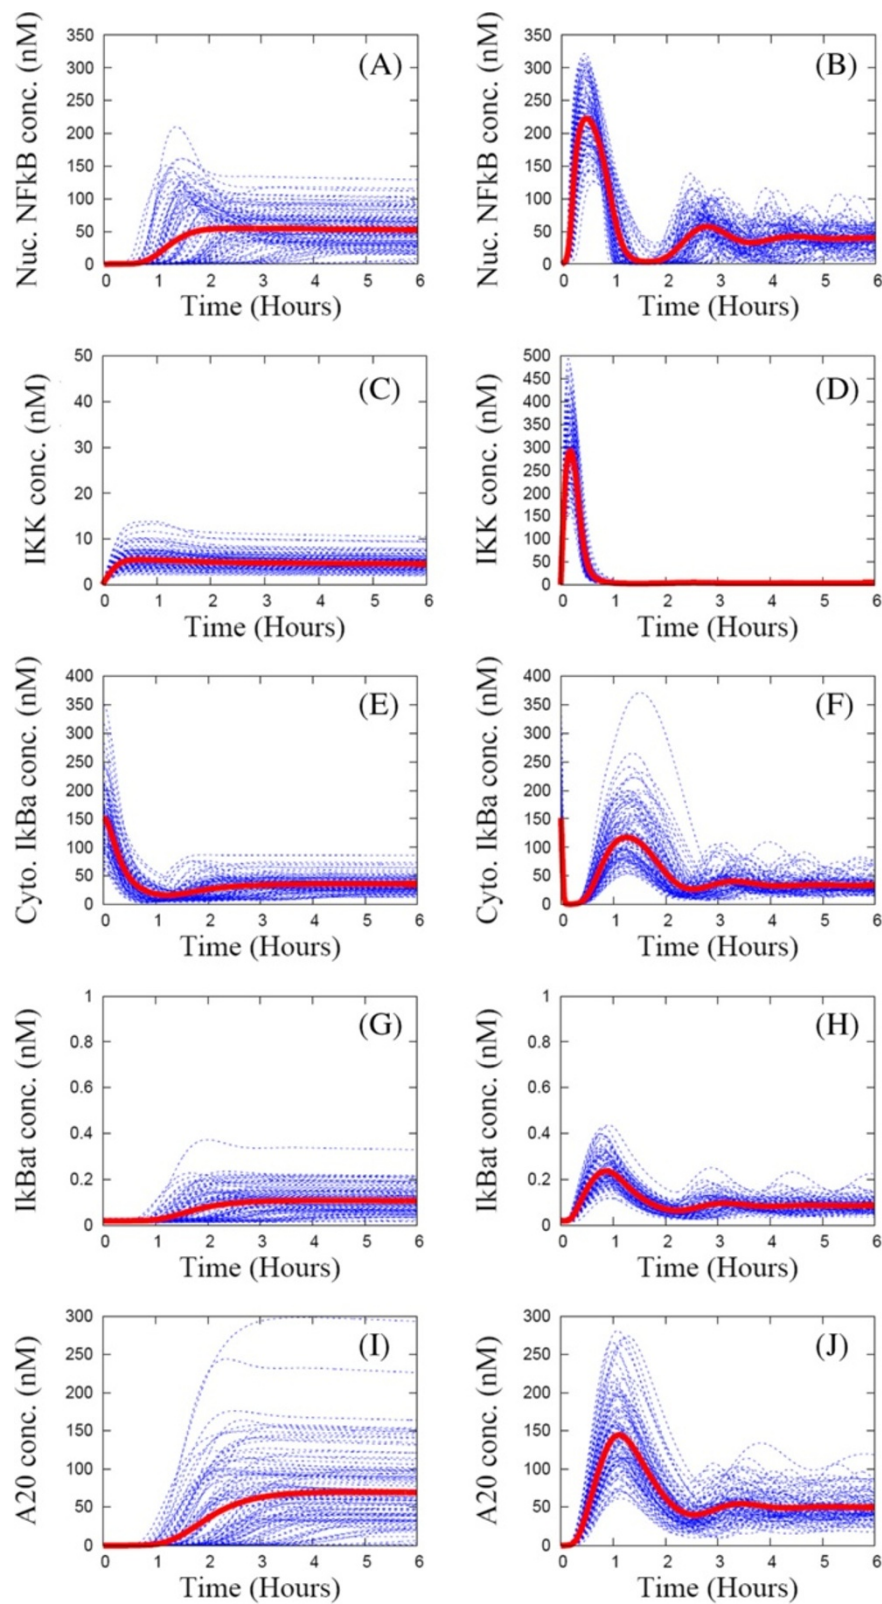 Nuc. NFkB conc. (nM)
350
300
250
200
150
100
50
0
(A)
0 1 2 3 4 5 6
Time (Hours)
Nuc. NFkB conc. (nM)
350
300
250
200
150
100
50
0
(B)
0 1 2 3 4 5 6
Time (Hours)
IKK conc. (nM)
50
40
30
20
10
0
(C)
0 1 2 3 4 5 6
Time (Hours)
IKK conc. (nM)
500
450
400
350
300
250
200
150
100
50
0
(D)
0 1 2 3 4 5 6
Time (Hours)
Cyto. IkBa conc. (nM)
400
350
300
250
200
150
100
50
0
(E)
0 1 2 3 4 5 6
Time (Hours)
Cyto. IkBa conc. (nM)
400
350
300
250
200
150
100
50
0
(F)
0 1 2 3 4 5 6
Time (Hours)
IkBat conc. (nM)
1
0.8
0.6
0.4
0.2
0
(G)
0 1 2 3 4 5 6
Time (Hours)
IkBat conc. (nM)
1
0.8
0.6
0.4
0.2
0
(H)
0 1 2 3 4 5 6
Time (Hours)
A20 conc. (nM)
300
250
200
150
100
50
0
(I)
0 1 2 3 4 5 6
Time (Hours)
A20 conc. (nM)
300
250
200
150
100
50
0
(J)
0 1 2 3 4 5 6
Time (Hours)